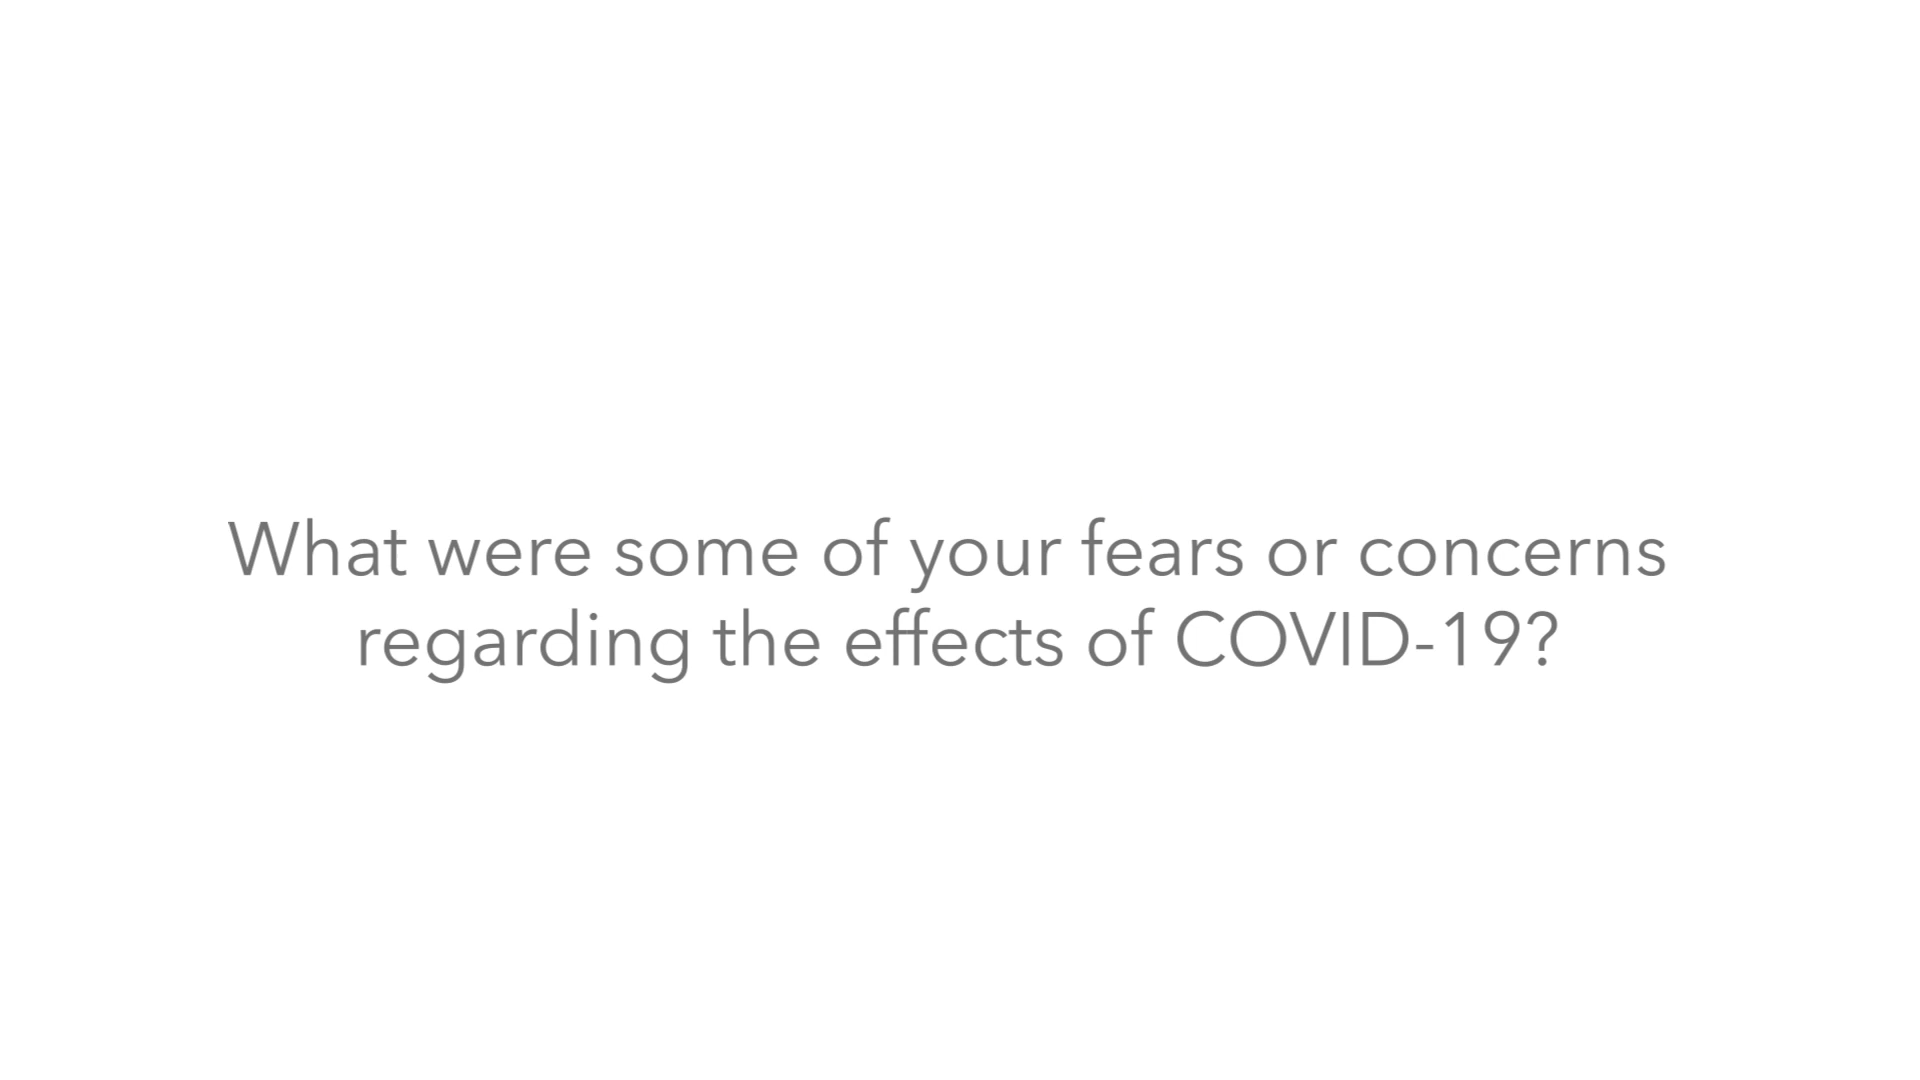 What were some of your fears or concerns
regarding the effects of COVID-19?